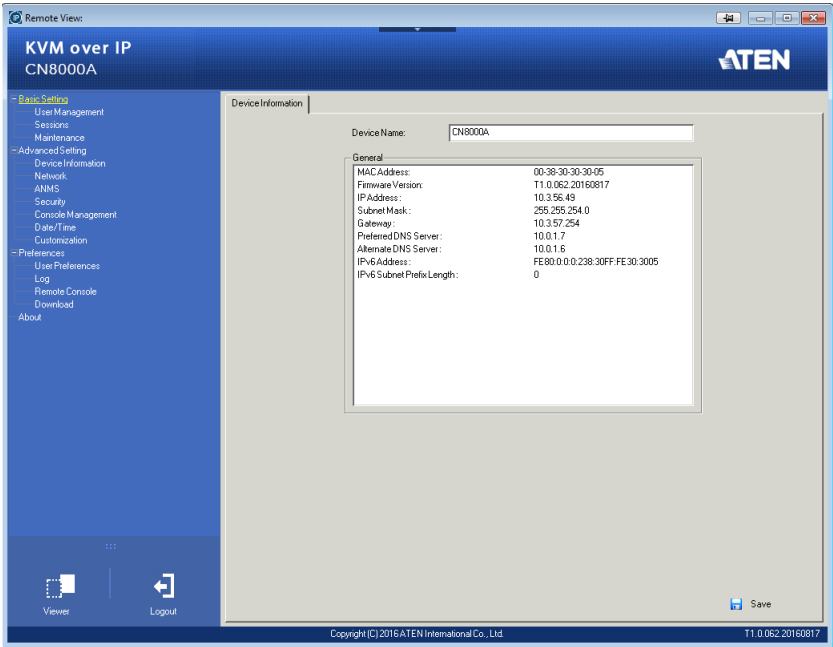 Remote View:
KVM over IP
CN8000A
ATEN
Basic Setting
User Management
Sessions
Maintenance
Advanced Setting
Device Information
Network
ANMS
Security
Console Management
Date/Time
Customization
Preferences
User Preferences
Log
Remote Console
Download
About
Viewer
Logout
Device Information
Device Name: CN8000A
General
MAC Address: 00-38-30-30-30-05
Firmware Version: T1.0.062.20160817
IP Address : 10.3.56.49
Subnet Mask : 255.255.254.0
Gateway : 10.3.57.254
Preferred DNS Server : 10.0.1.7
Alternate DNS Server : 10.0.1.6
IPv6 Address : FE80:0:0:0:238:30FF:FE30:3005
IPv6 Subnet Prefix Length : 0
Save
Copyright (C) 2016 ATEN International Co., Ltd.
T1.0.062.20160817